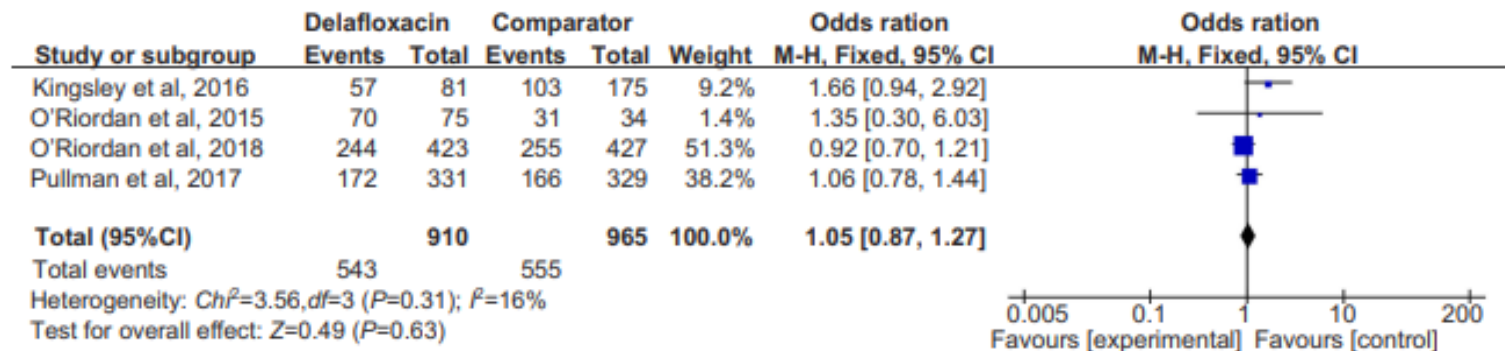 Delafloxacin Comparator Odds ration Odds ration
Study or subgroup Events Total Events Total Weight M-H, Fixed, 95% CI M-H, Fixed, 95% CI
Kingsley et al, 2016 57 81 103 175 9.2% 1.66 [0.94, 2.92]
O'Riordan et al, 2015 70 75 31 34 1.4% 1.35 [0.30, 6.03]
O'Riordan et al, 2018 244 423 255 427 51.3% 0.92 [0.70, 1.21]
Pullman et al, 2017 172 331 166 329 38.2% 1.06 [0.78, 1.44]
Total (95%CI) 910 965 100.0% 1.05 [0.87, 1.27]
Total events 543 555
Heterogeneity: Chi²=3.56,df=3 (P=0.31); I²=16%
0.005 0.1 1 10 200
Test for overall effect: Z=0.49 (P=0.63)
Favours [experimental] Favours [control]